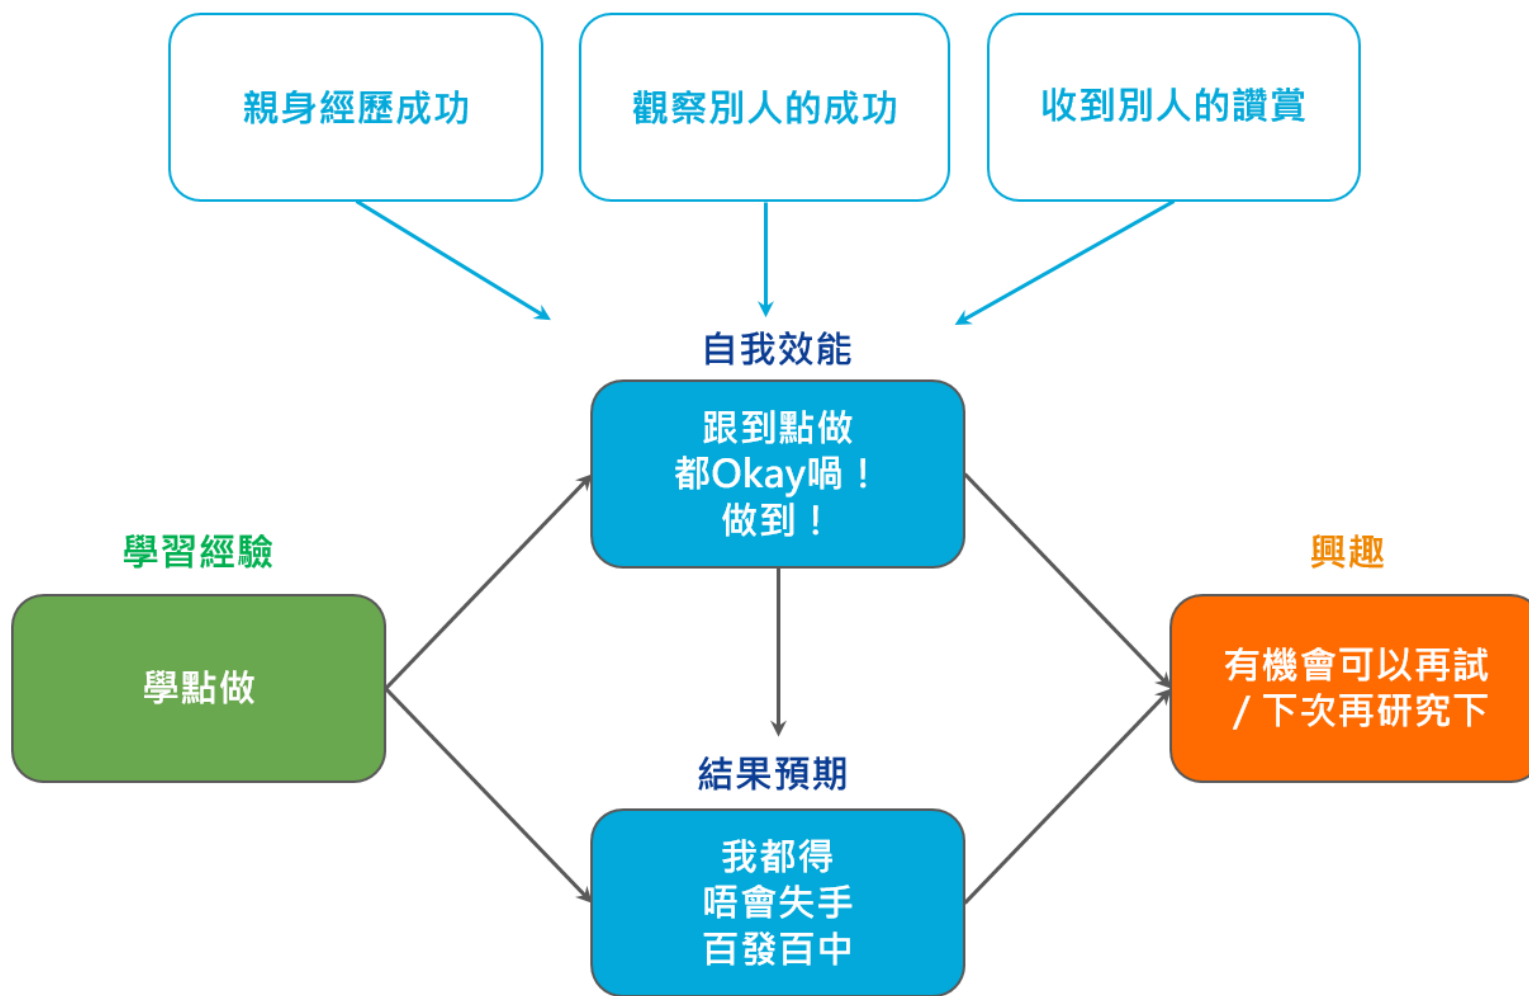 親身經歷成功
觀察別人的成功
收到別人的讚賞
自我效能
跟到點做
都Okay喎！
做到！
學習經驗
學點做
結果預期
我都得
唔會失手
百發百中
興趣
有機會可以再試
/ 下次再研究下